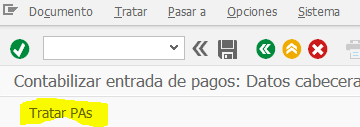 Documento Tratar Pasar a Opciones Sistema
Contabilizar entrada de pagos: Datos cabecera
Tratar PAs